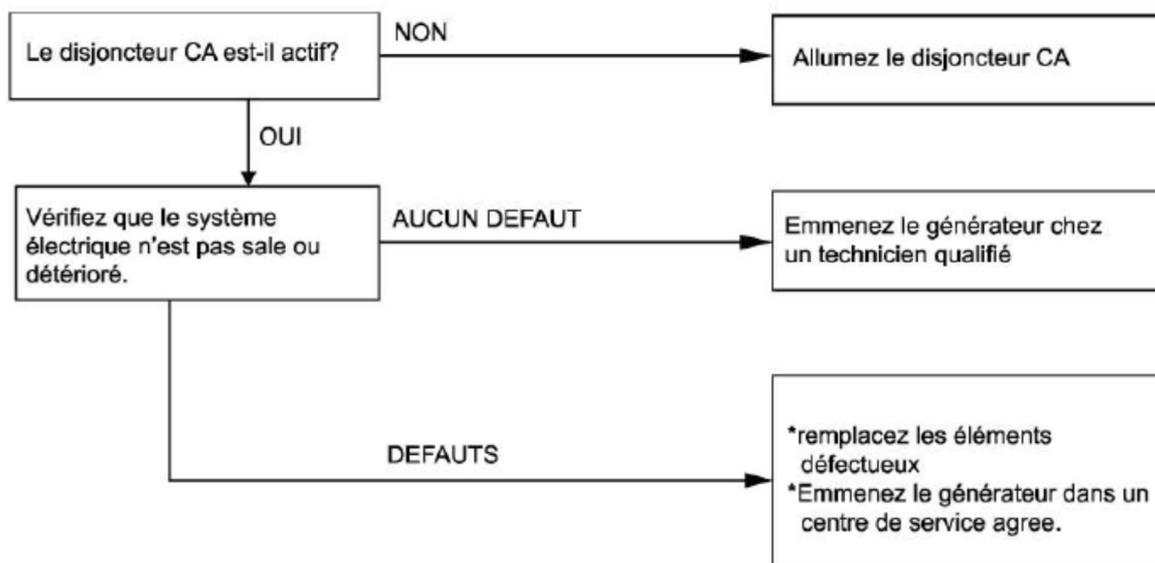 Le disjoncteur CA est-il actif?
NON
Allumez le disjoncteur CA
OUI
Vérifiez que le système
électrique n'est pas sale ou
détérioré.
AUCUN DEFAUT
Emmenez le générateur chez
un technicien qualifié
DEFAUTS
*remplacez les éléments
défectueux
*Emmenez le générateur dans un
centre de service agree.